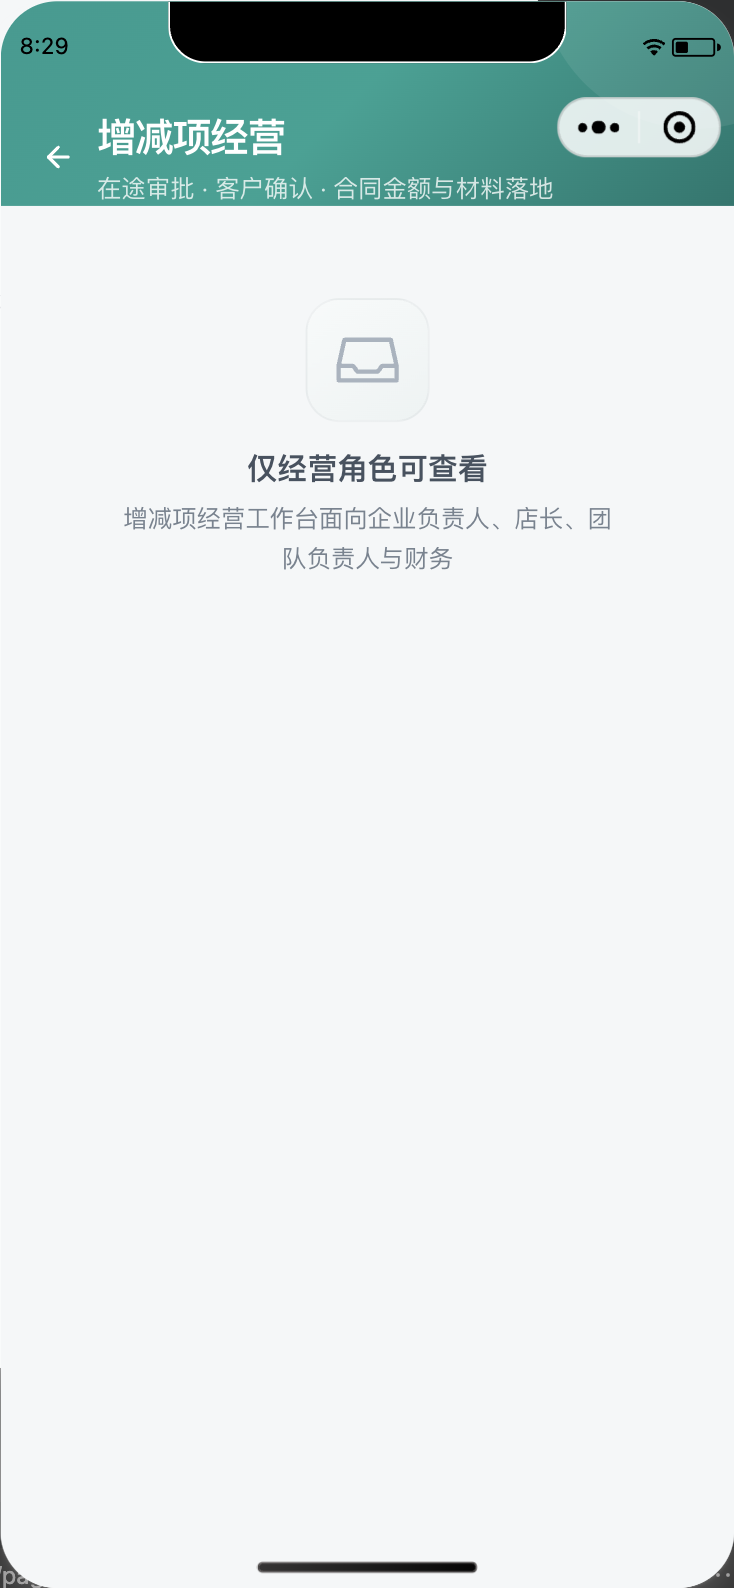 8:29
增减项经营
在途审批 · 客户确认 · 合同金额与材料落地
仅经营角色可查看
增减项经营工作台面向企业负责人、店长、团
队负责人与财务